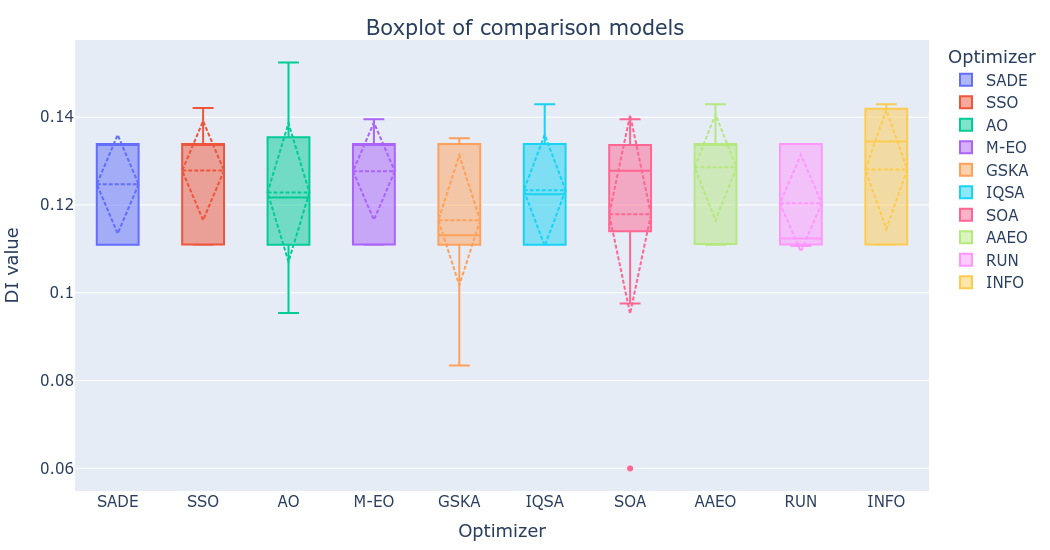 Boxplot of comparison models
DI value
0.14
0.12
0.1
0.08
0.06
SADE
SSO
AO
M-EO
GSKA
IQSA
SOA
AAEO
RUN
INFO
Optimizer
Optimizer
SADE
SSO
AO
M-EO
GSKA
IQSA
SOA
AAEO
RUN
INFO